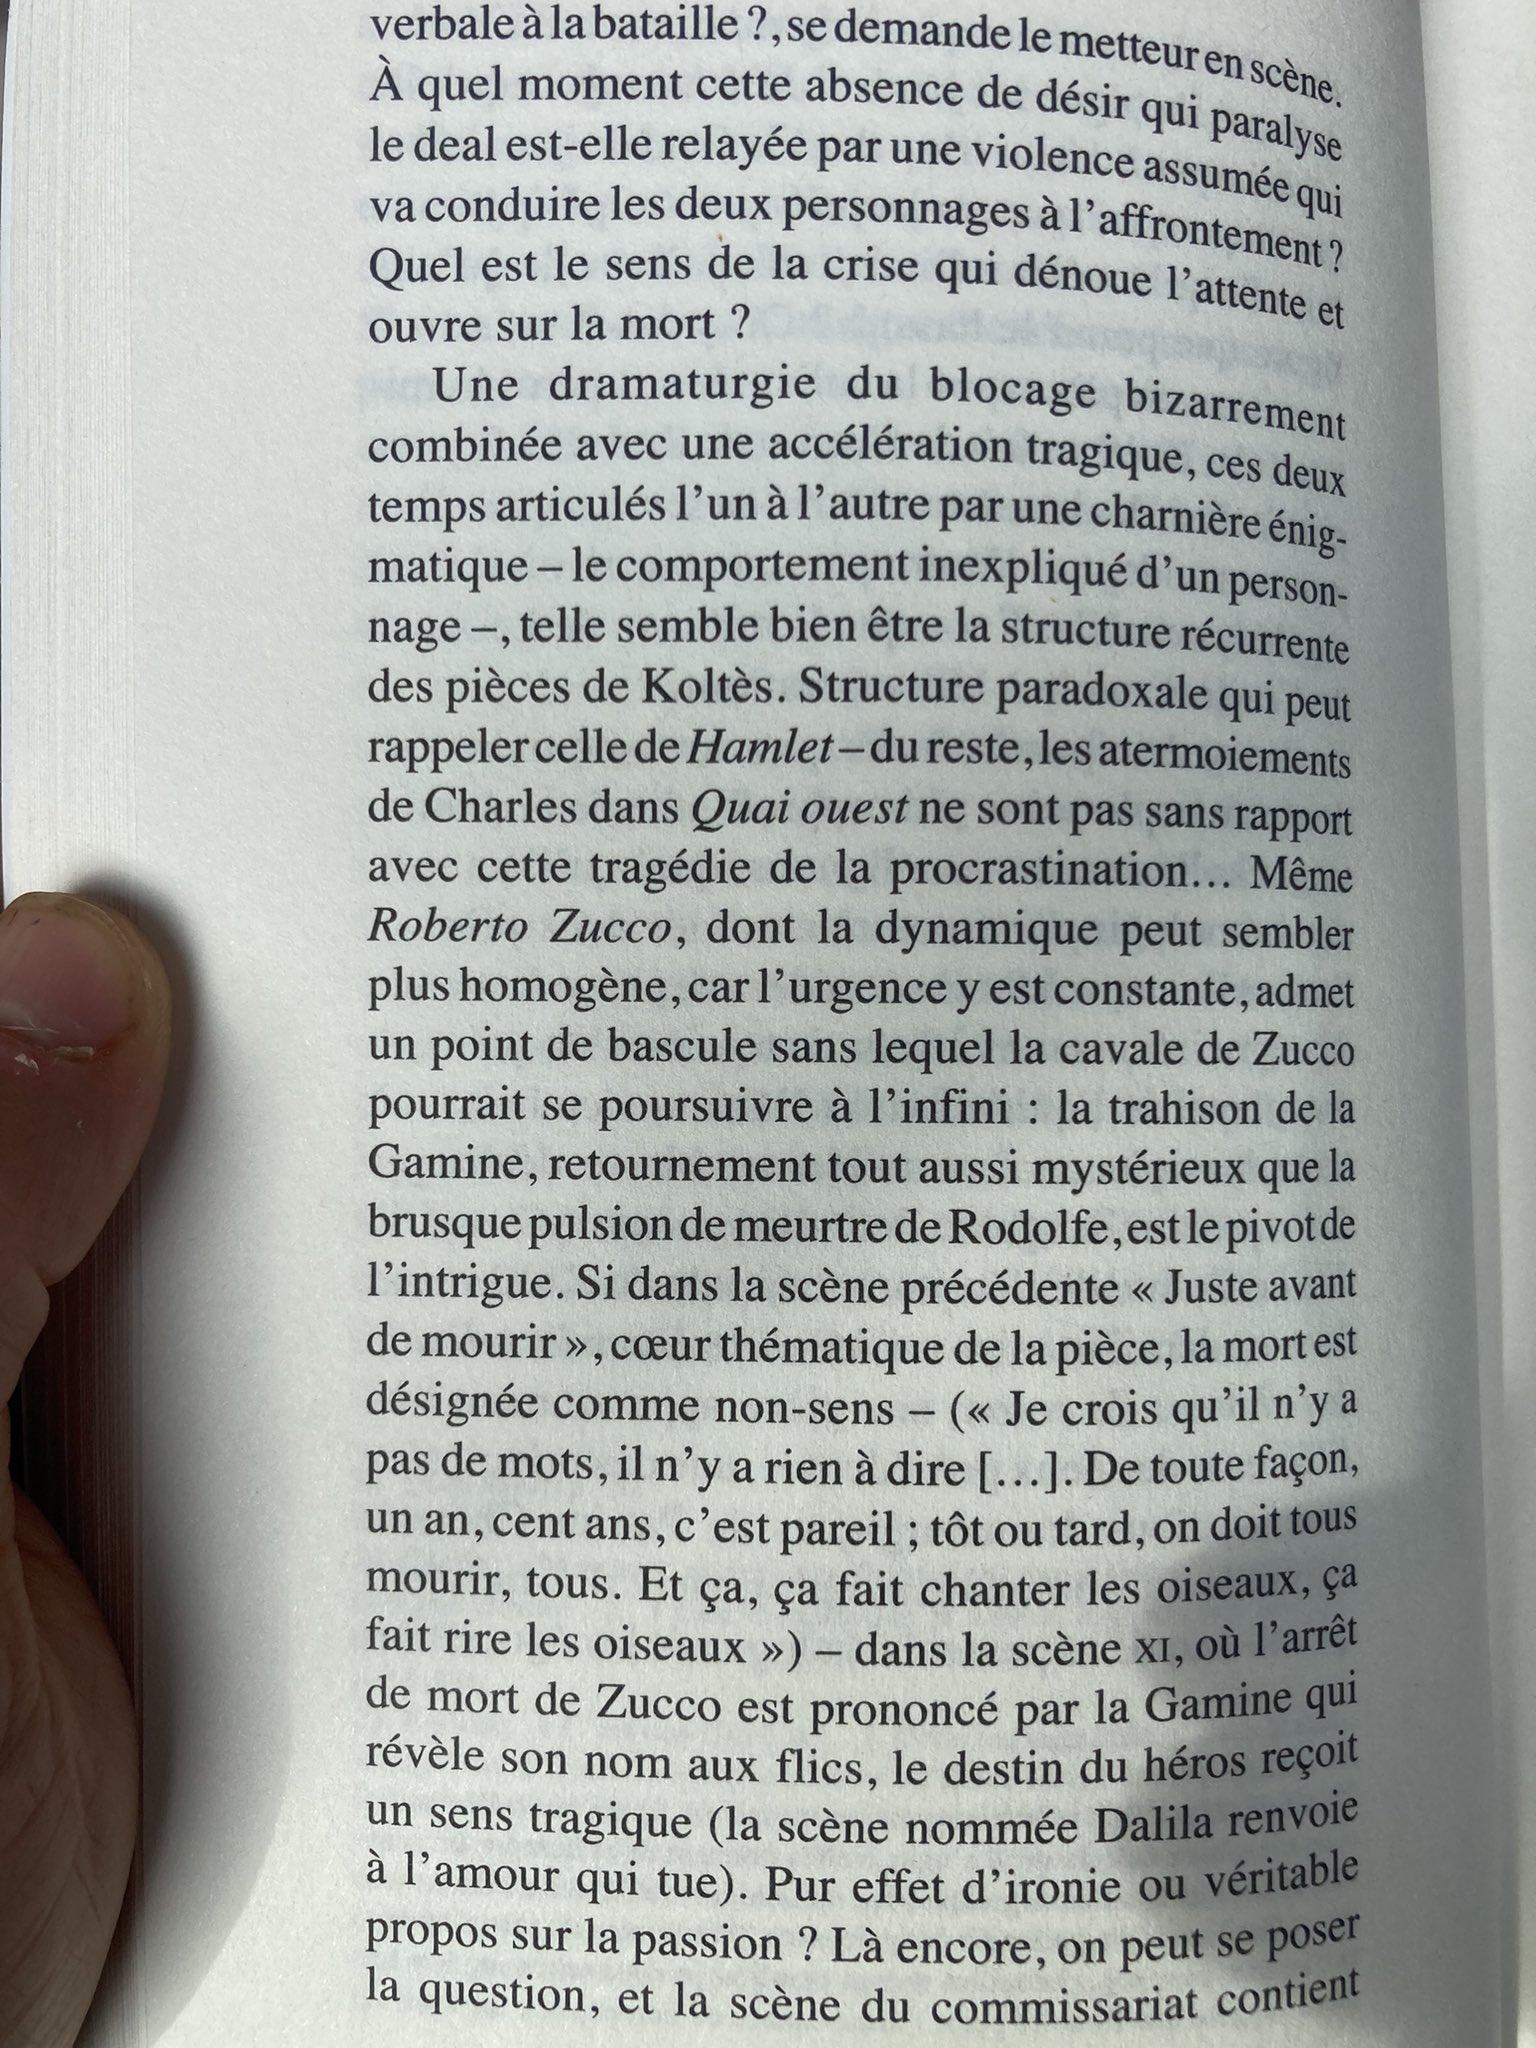 verbale à la bataille ?, se demande le metteur en scène.
À quel moment cette absence de désir qui paralyse
le deal est-elle relayée par une violence assumée qui
va conduire les deux personnages à l'affrontement ?
Quel est le sens de la crise qui dénoue l'attente et
ouvre sur la mort ?
Une dramaturgie du blocage bizarrement
combinée avec une accélération tragique, ces deux
temps articulés l'un à l'autre par une charnière énig-
matique – le comportement inexpliqué d'un person-
nage –, telle semble bien être la structure récurrente
des pièces de Koltès. Structure paradoxale qui peut
rappeler celle de Hamlet – du reste, les atermoiements
de Charles dans Quai ouest ne sont pas sans rapport
avec cette tragédie de la procrastination… Même
Roberto Zucco, dont la dynamique peut sembler
plus homogène, car l'urgence y est constante, admet
un point de bascule sans lequel la cavale de Zucco
pourrait se poursuivre à l'infini : la trahison de la
Gamine, retournement tout aussi mystérieux que la
brusque pulsion de meurtre de Rodolfe, est le pivot de
l'intrigue. Si dans la scène précédente « Juste avant
de mourir », cœur thématique de la pièce, la mort est
désignée comme non-sens – (« Je crois qu'il n'y a
pas de mots, il n'y a rien à dire […]. De toute façon,
un an, cent ans, c'est pareil ; tôt ou tard, on doit tous
mourir, tous. Et ça, ça fait chanter les oiseaux, ça
fait rire les oiseaux ») – dans la scène XI, où l'arrêt
de mort de Zucco est prononcé par la Gamine qui
révèle son nom aux flics, le destin du héros reçoit
un sens tragique (la scène nommée Dalila renvoie
à l'amour qui tue). Pur effet d'ironie ou véritable
propos sur la passion ? Là encore, on peut se poser
la question, et la scène du commissariat contient